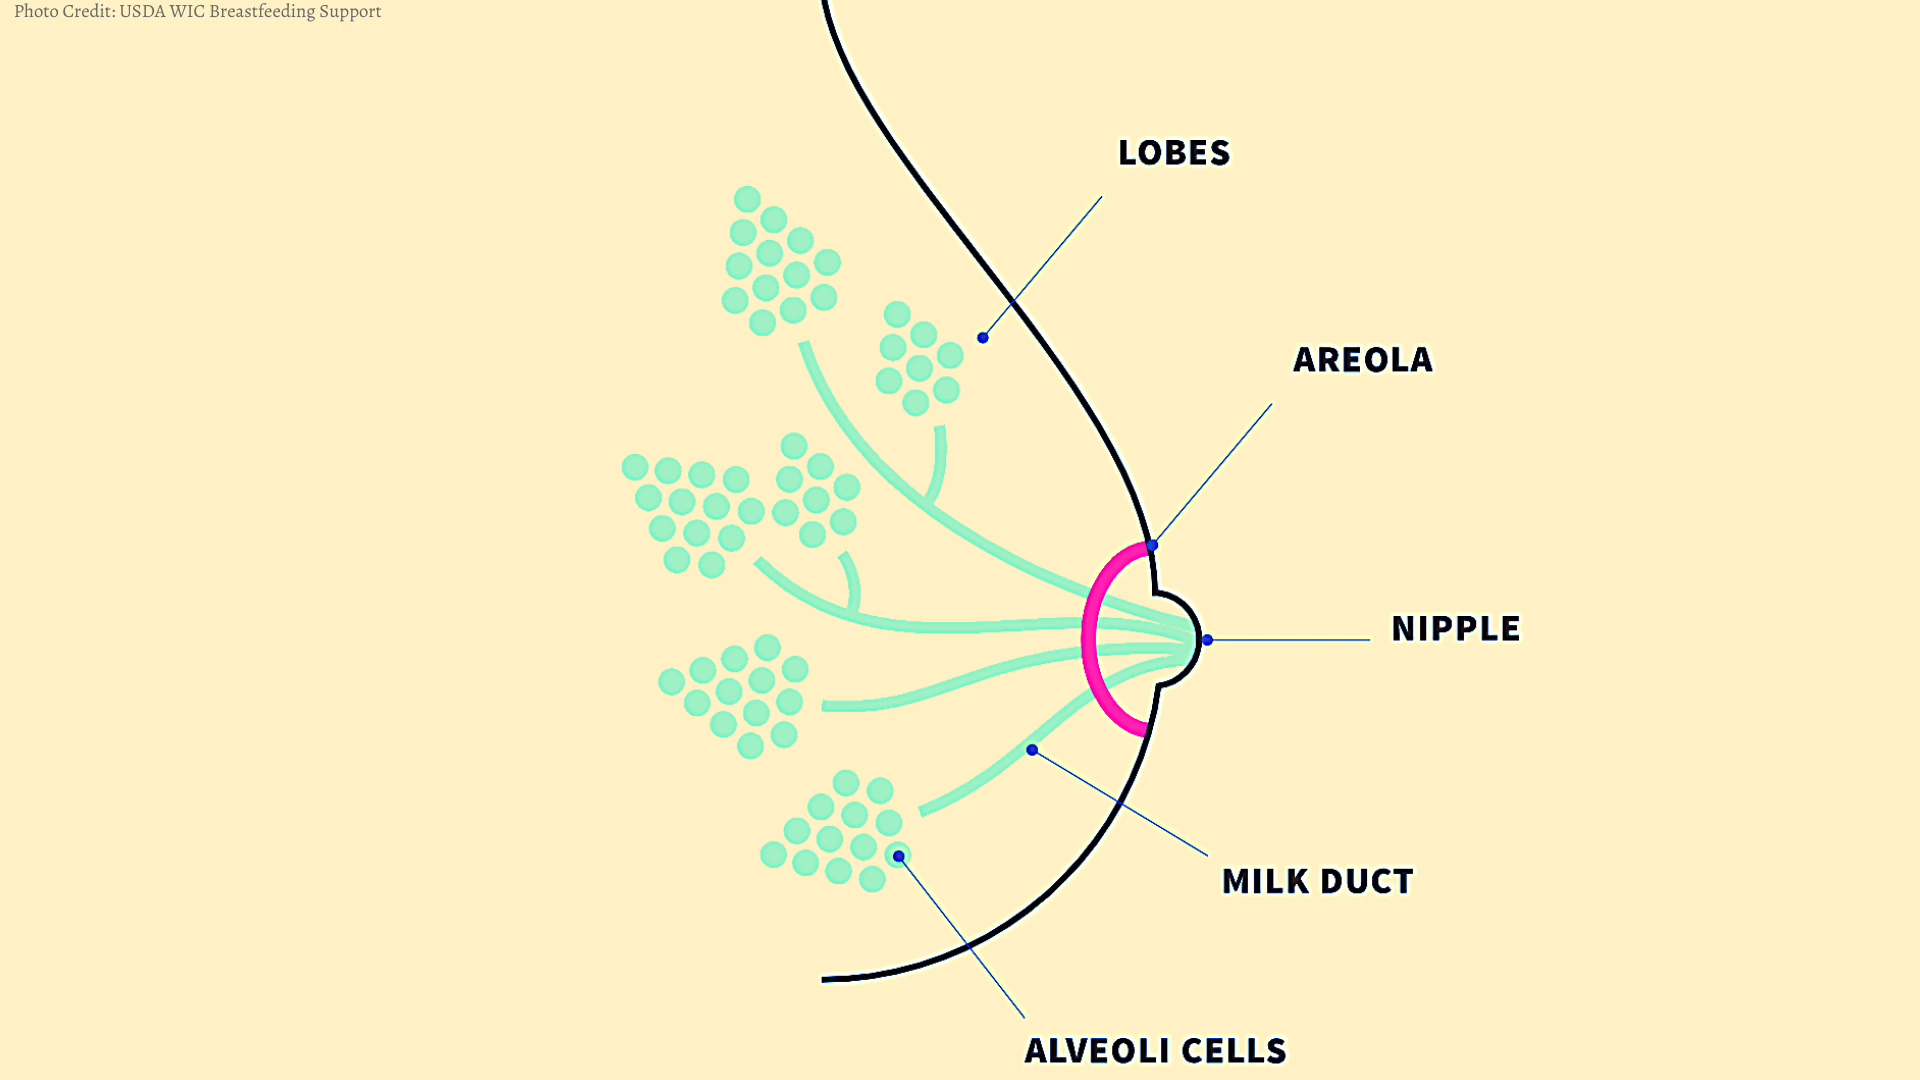 Photo Credit: USDA WIC Breastfeeding Support
LOBES
AREOLA
NIPPLE
MILK DUCT
ALVEOLI CELLS